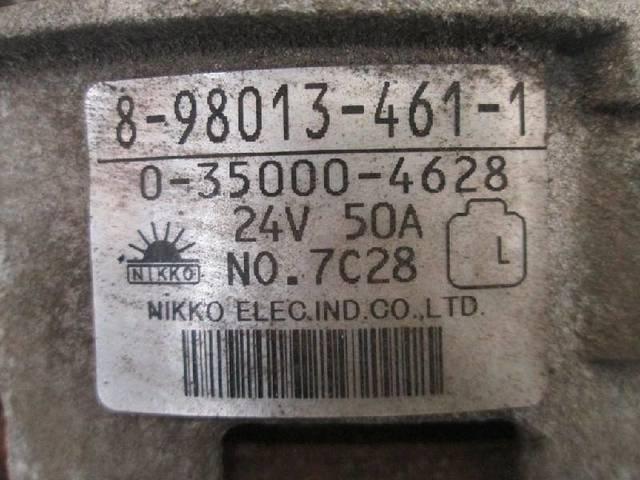 8-98013-461-1
0-35000-4628
24V 50A
L
NIKKO
NO.7C28
NIKKO ELEC.IND.CO.,LTD.